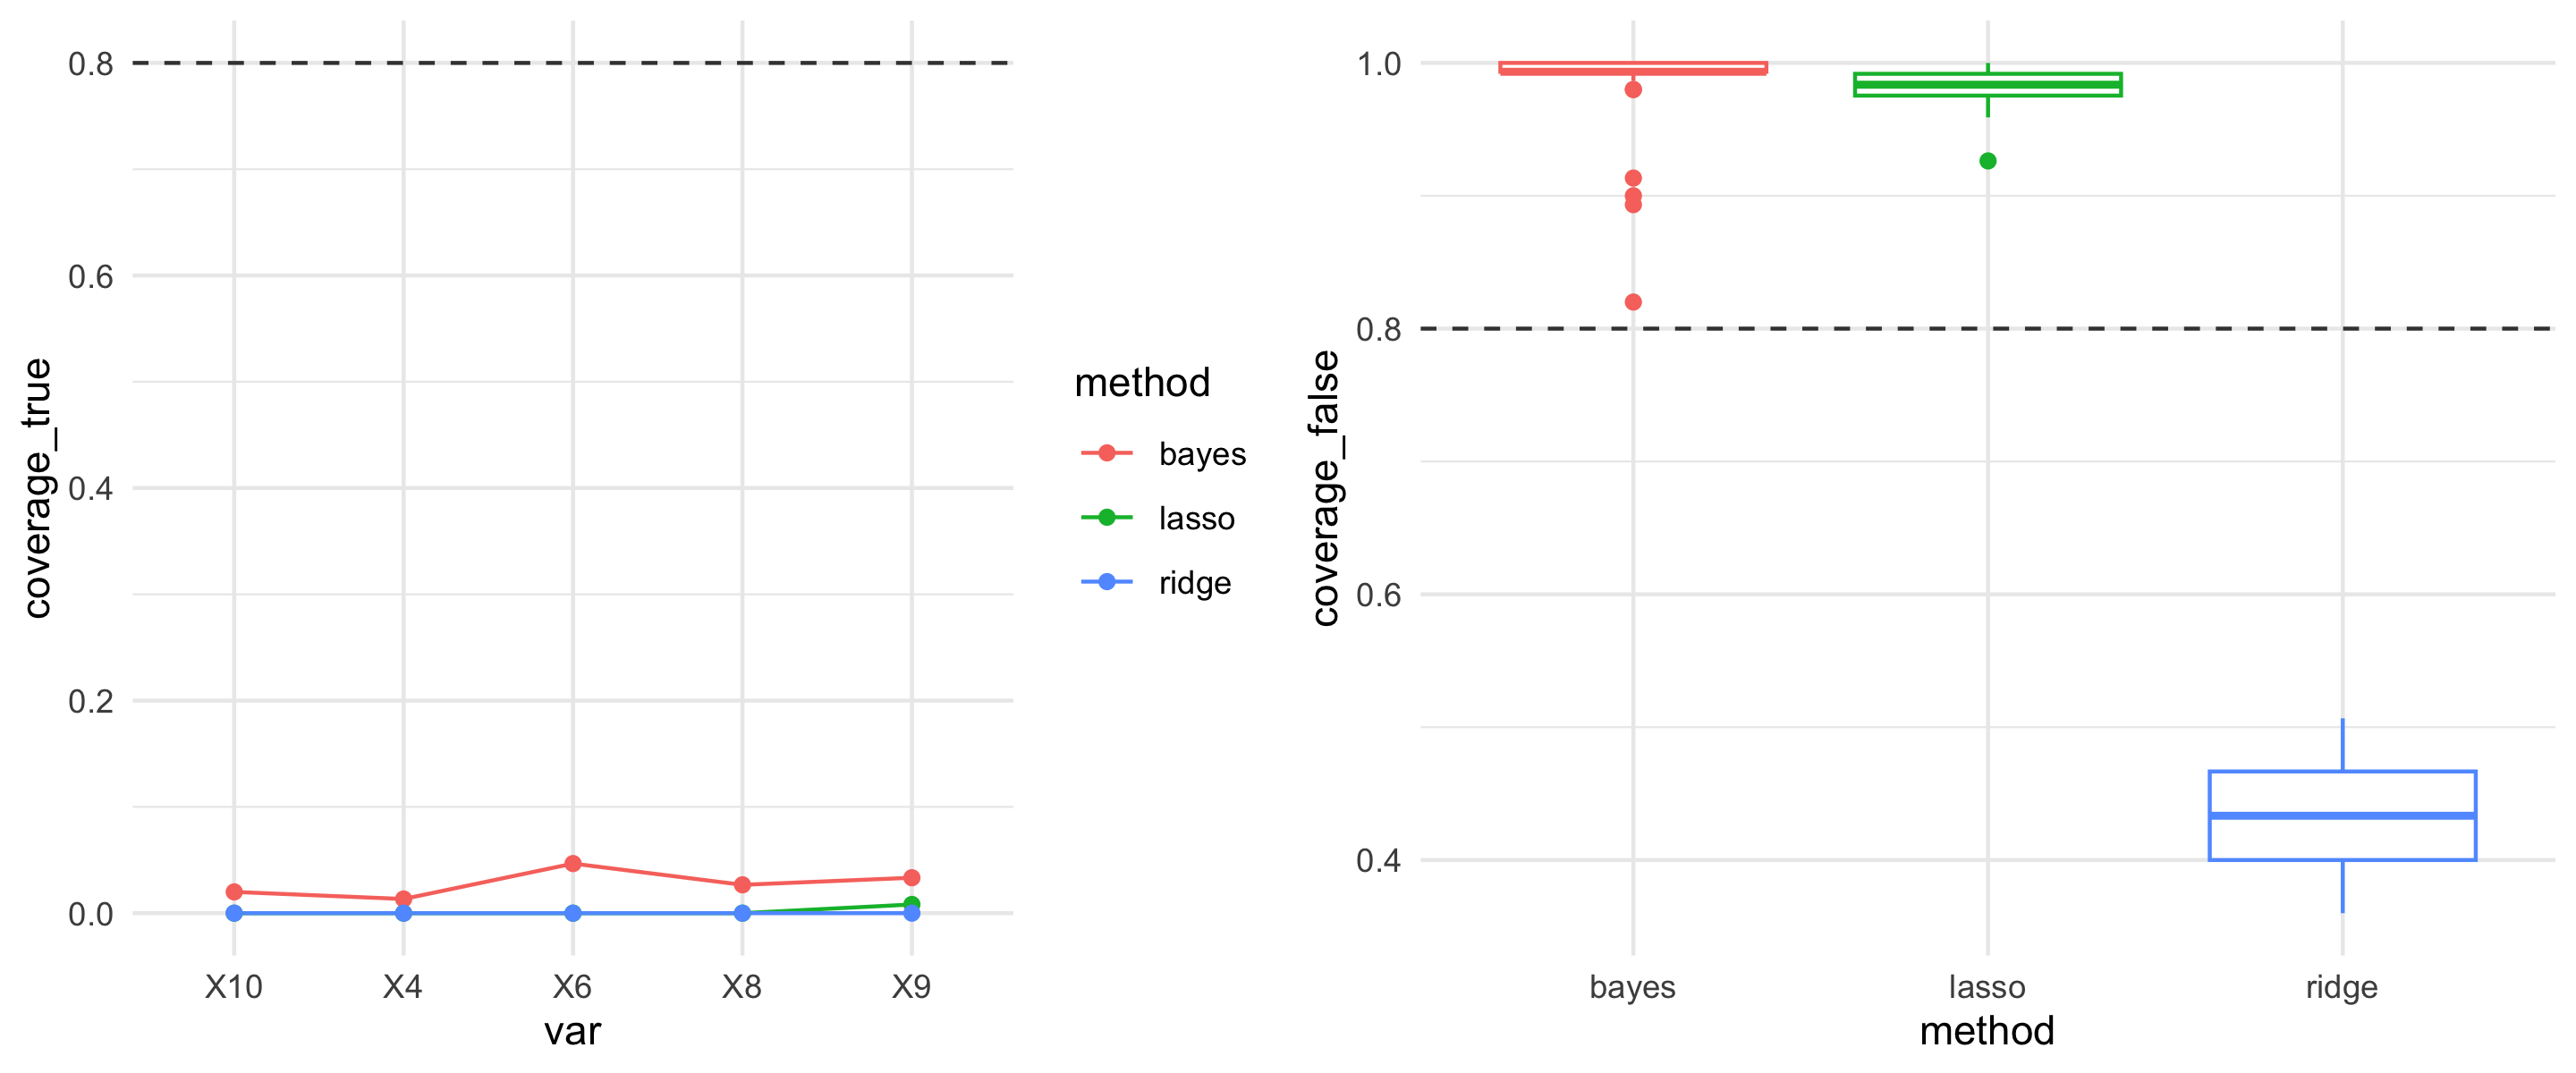 coverage_true
0.8
0.6
0.4
0.2
0.0
X10 X4 X6 X8 X9
var
method
bayes
lasso
ridge
coverage_false
1.0
0.8
0.6
0.4
bayes lasso ridge
method